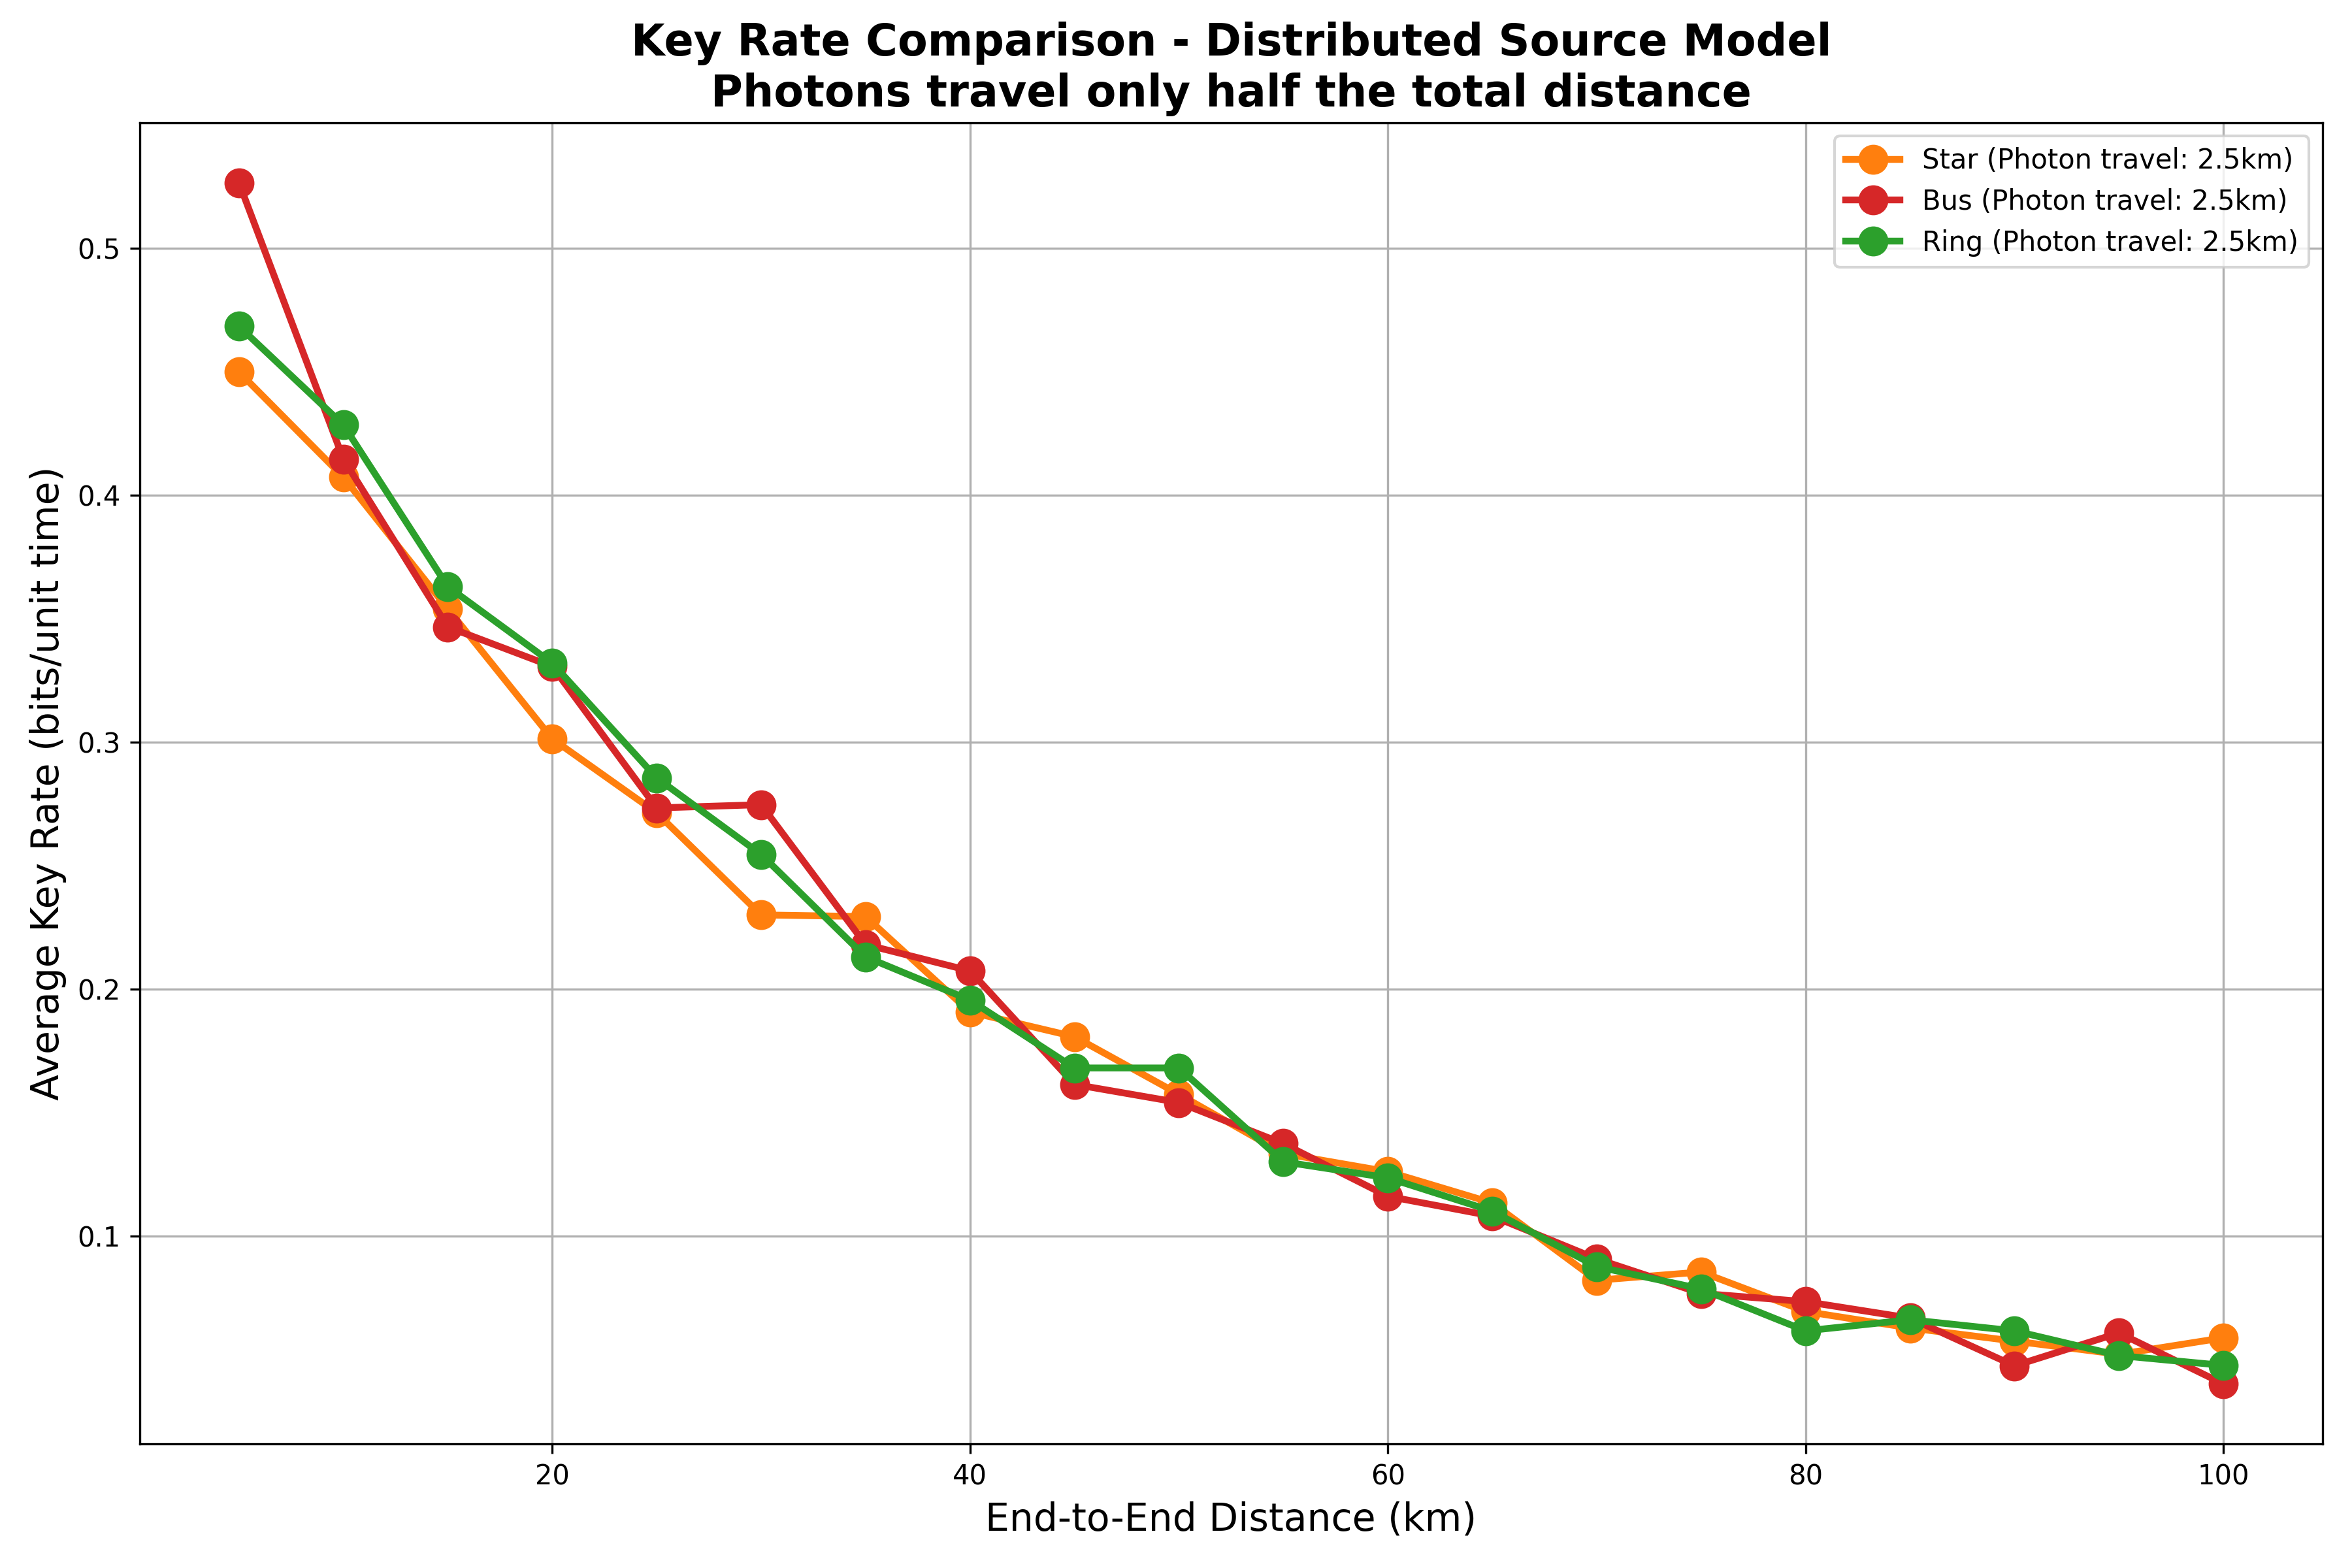 Key Rate Comparison - Distributed Source Model
Photons travel only half the total distance
Star (Photon travel: 2.5km)
Bus (Photon travel: 2.5km)
Ring (Photon travel: 2.5km)
Average Key Rate (bits/unit time)
0.5
0.4
0.3
0.2
0.1
20
40
60
80
100
End-to-End Distance (km)